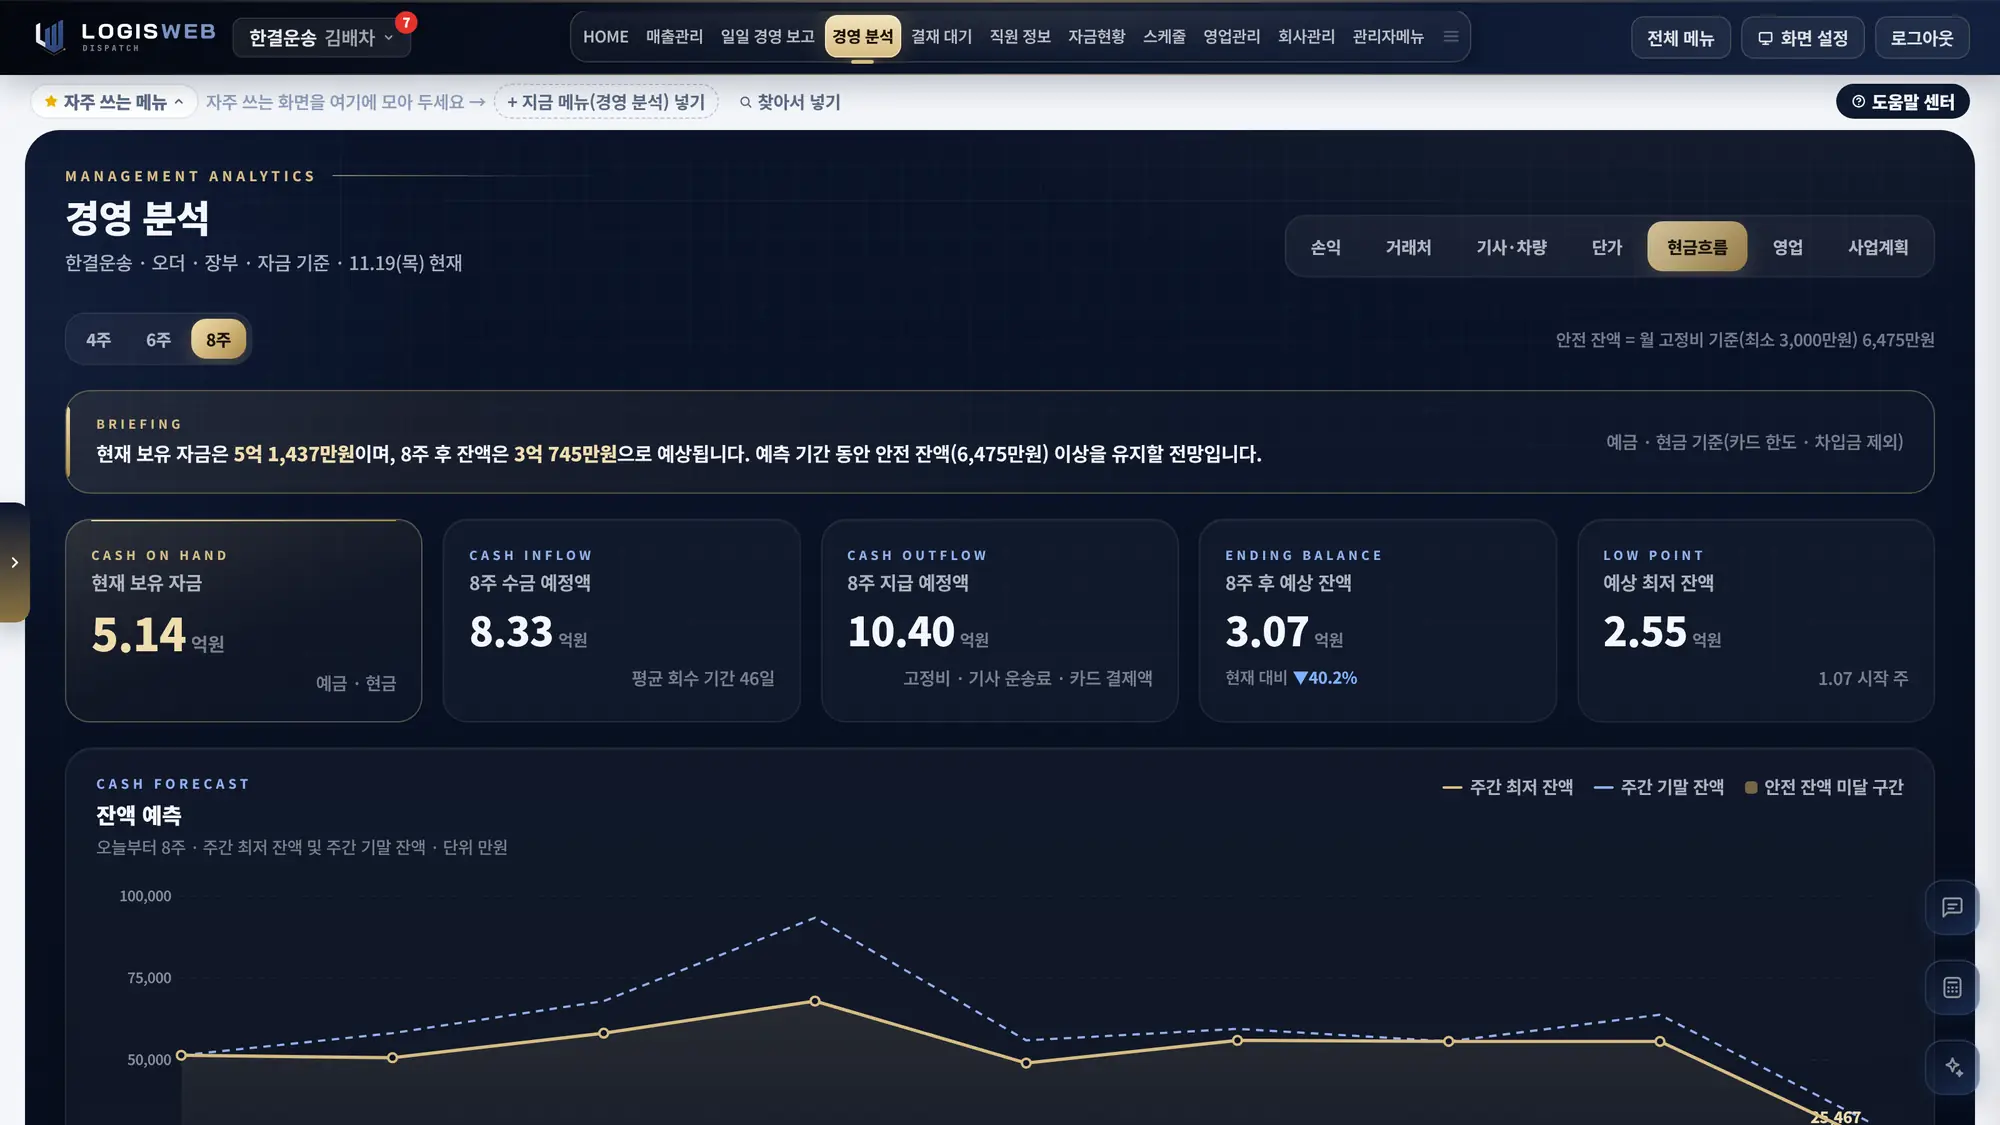 LOGISWEB
DISPATCH
한결운송 김배차
7
HOME 매출관리 일일 경영 보고 경영 분석 결재 대기 직원 정보 자금현황 스케줄 영업관리 회사관리 관리자메뉴
전체 메뉴 화면 설정 로그아웃
자주 쓰는 메뉴 자주 쓰는 화면을 여기에 모아 두세요 → + 지금 메뉴(경영 분석) 넣기 찾아서 넣기
도움말 센터
MANAGEMENT ANALYTICS
경영 분석
한결운송 · 오더 · 장부 · 자금 기준 · 11.19(목) 현재
손익 거래처 기사·차량 단가 현금흐름 영업 사업계획
4주 6주 8주
안전 잔액 = 월 고정비 기준(최소 3,000만원) 6,475만원
BRIEFING
현재 보유 자금은 5억 1,437만원이며, 8주 후 잔액은 3억 745만원으로 예상됩니다. 예측 기간 동안 안전 잔액(6,475만원) 이상을 유지할 전망입니다.
예금 · 현금 기준(카드 한도 · 차입금 제외)
CASH ON HAND
현재 보유 자금
5.14 억원
예금 · 현금
CASH INFLOW
8주 수금 예정액
8.33 억원
평균 회수 기간 46일
CASH OUTFLOW
8주 지급 예정액
10.40 억원
고정비 · 기사 운송료 · 카드 결제액
ENDING BALANCE
8주 후 예상 잔액
3.07 억원
현재 대비 ▼40.2%
LOW POINT
예상 최저 잔액
2.55 억원
1.07 시작 주
CASH FORECAST
잔액 예측
오늘부터 8주 · 주간 최저 잔액 및 주간 기말 잔액 · 단위 만원
주간 최저 잔액 주간 기말 잔액 안전 잔액 미달 구간
100,000
75,000
50,000
25,467